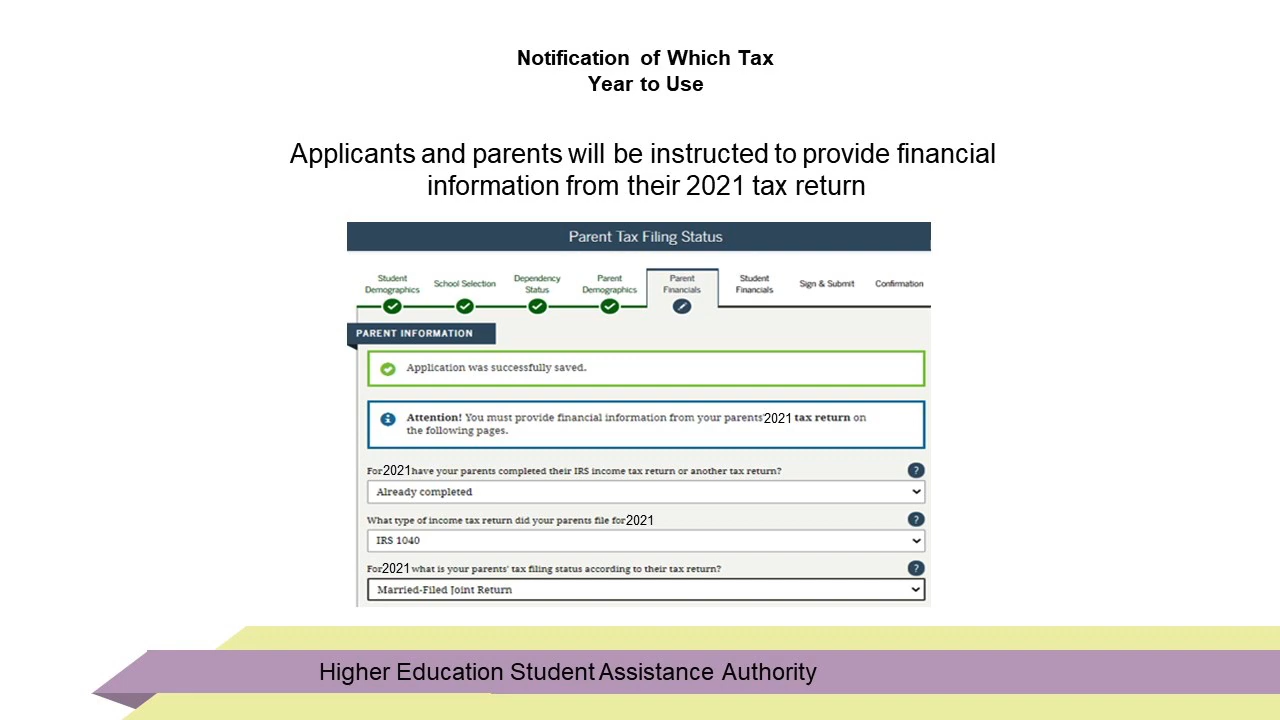 Notification of Which Tax
Year to Use
Applicants and parents will be instructed to provide financial
information from their 2021 tax return
Parent Tax Filing Status
Student Demographics School Selection Dependency Status Parent Demographics Parent Financials Student Financials Sign & Submit Confirmation
PARENT INFORMATION
Application was successfully saved.
Attention! You must provide financial information from your parents' 2021 tax return on
the following pages.
For 2021 have your parents completed their IRS income tax return or another tax return?
Already completed
What type of income tax return did your parents file for 2021
IRS 1040
For 2021 what is your parents' tax filing status according to their tax return?
Married-Filed Joint Return
Higher Education Student Assistance Authority